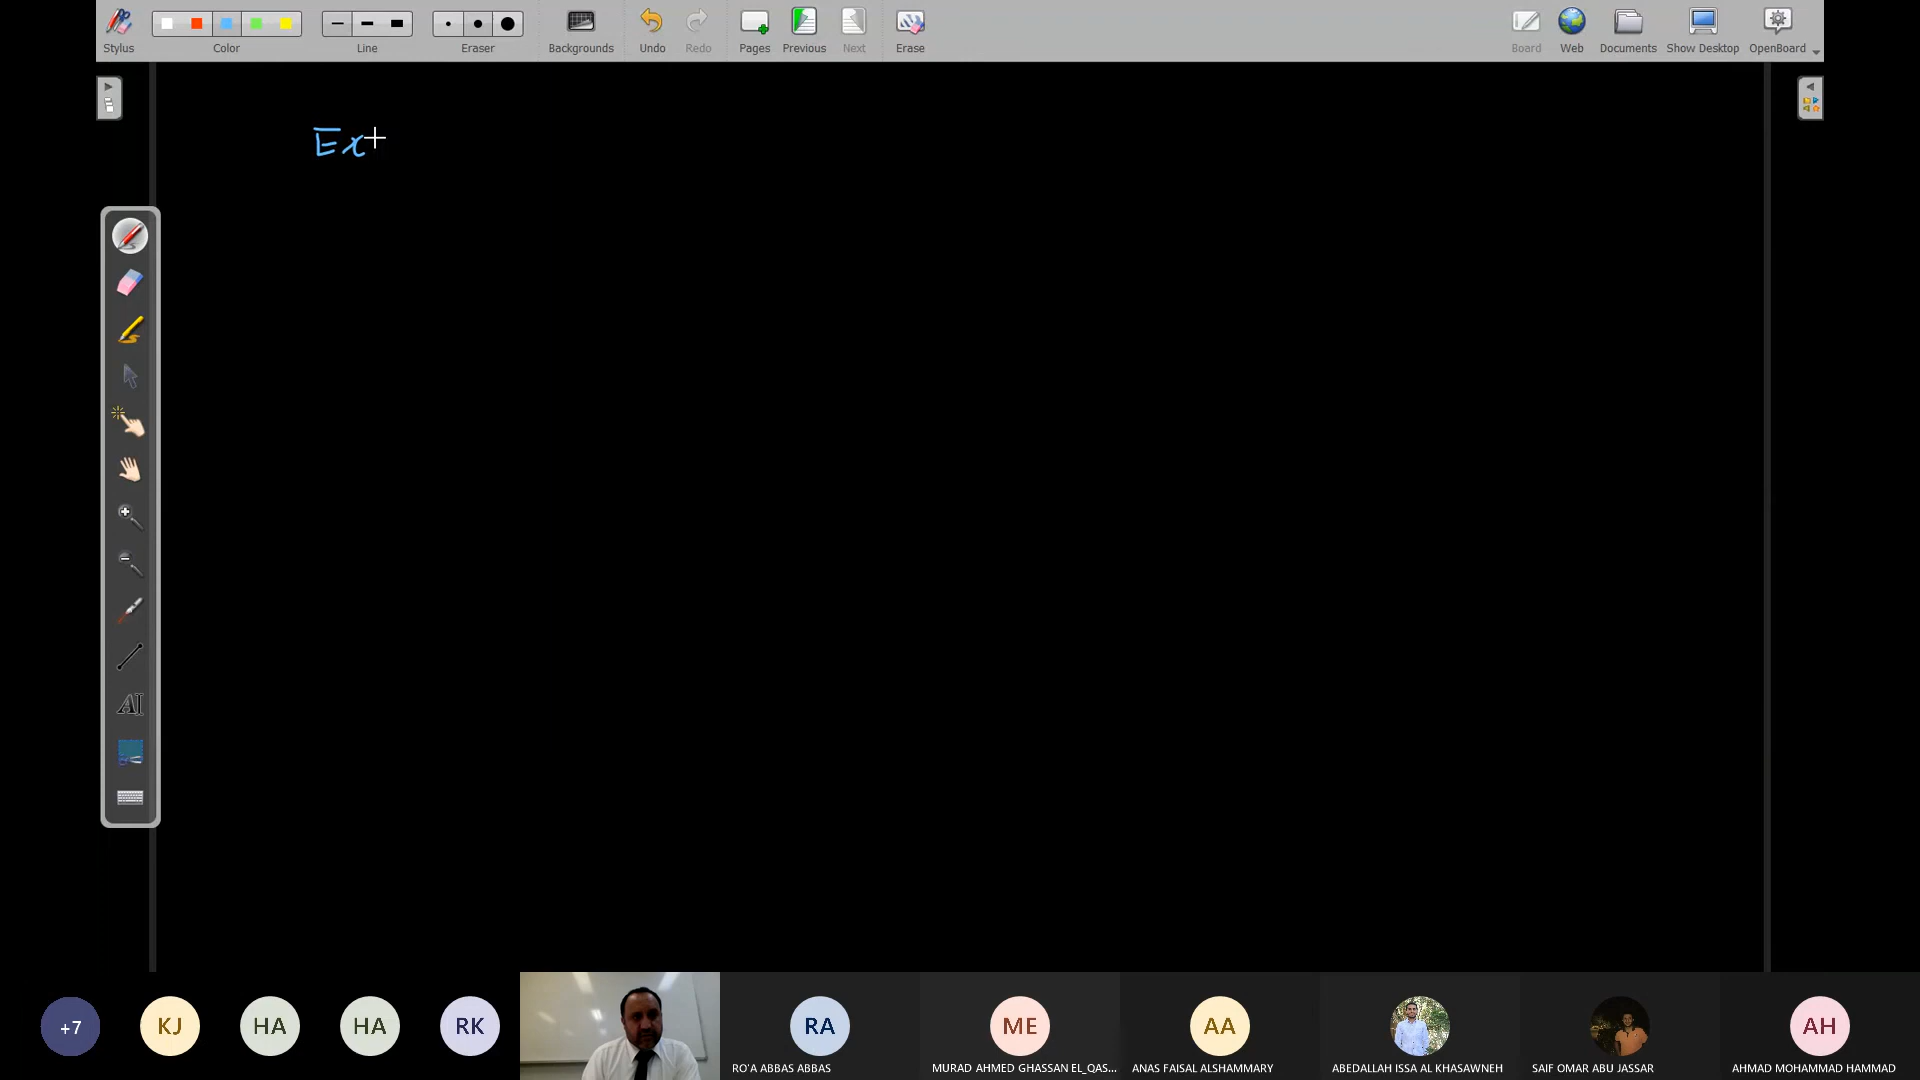 Stylus
Color
Line
Eraser
Backgrounds
Undo
Redo
Pages
Previous
Next
Erase
Board
Web
Documents
Show Desktop
OpenBoard
Ex
+7
KJ
HA
HA
RK
RA
ME
AA
AH
RO'A ABBAS ABBAS
MURAD AHMED GHASSAN EL_QAS...
ANAS FAISAL ALSHAMMARY
ABEDALLAH ISSA AL KHASAWNEH
SAIF OMAR ABU JASSAR
AHMAD MOHAMMAD HAMMAD